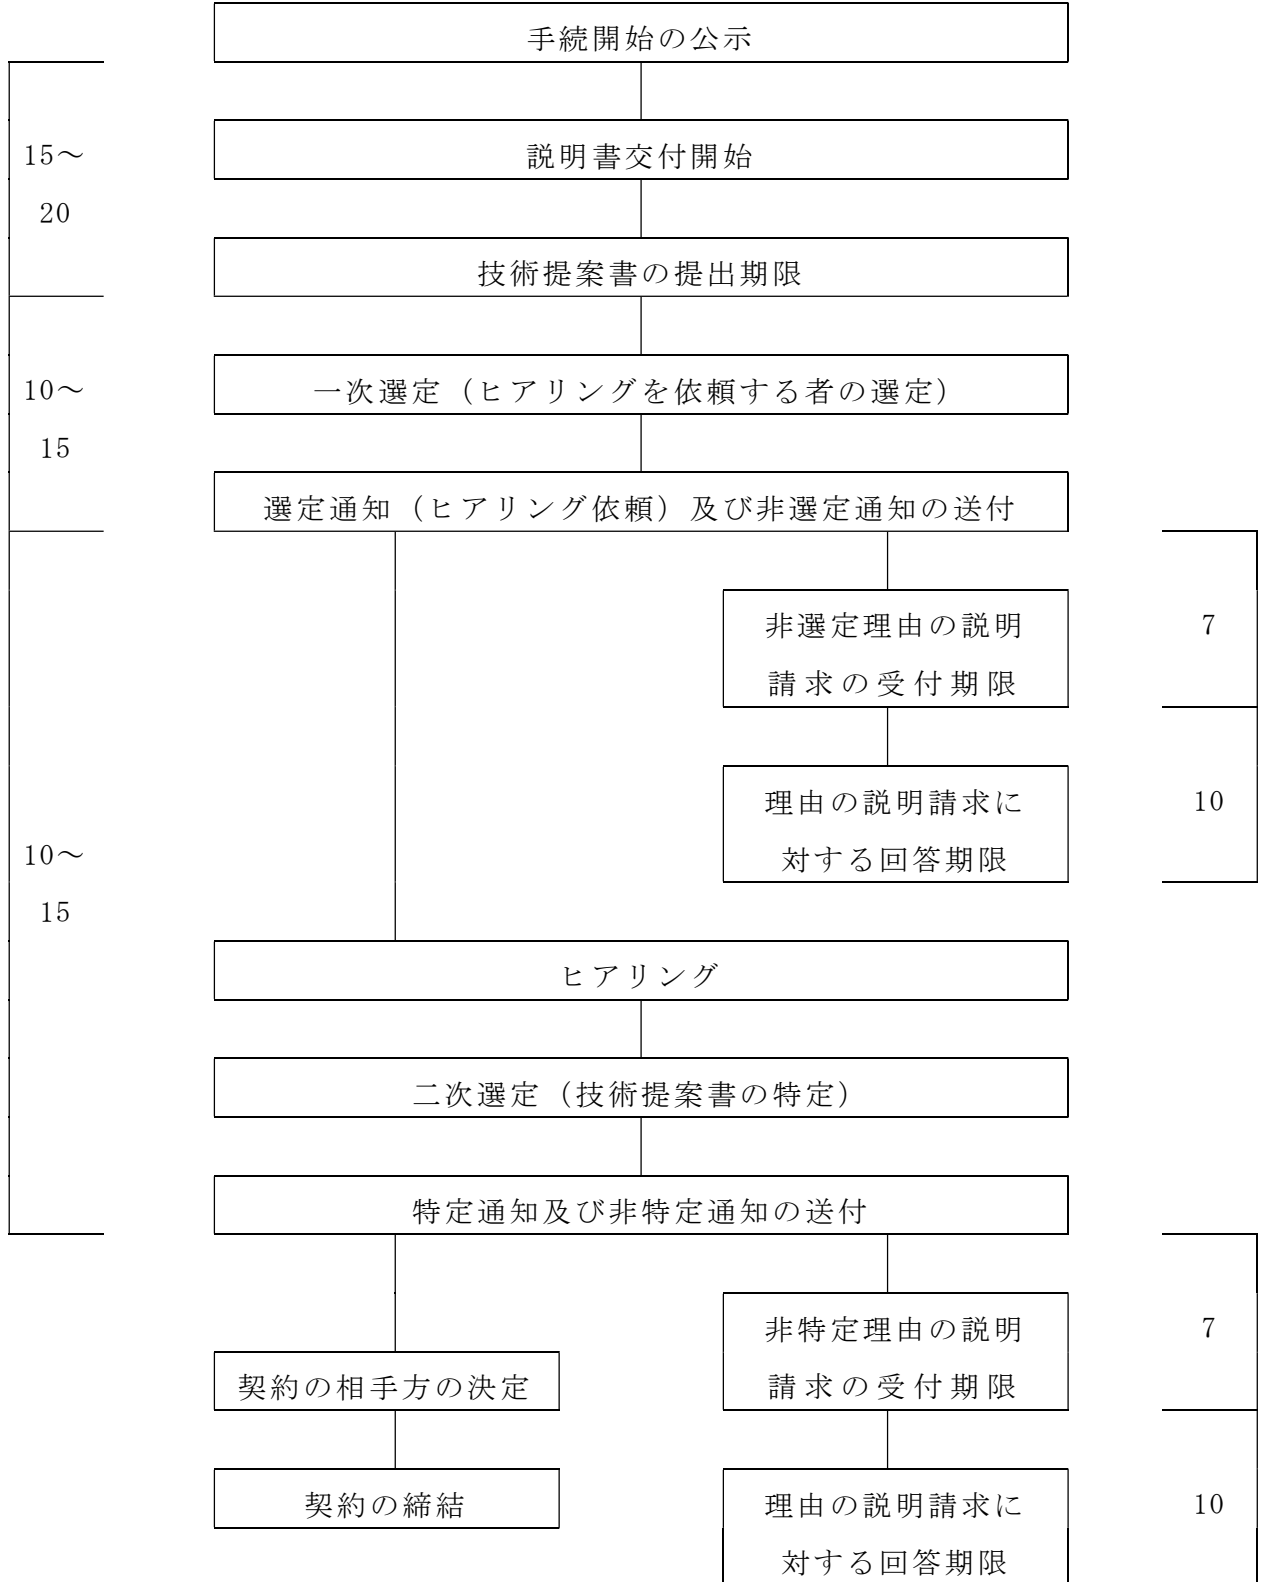 手続開始の公示
15～
説明書交付開始
20
技術提案書の提出期限
10～
一次選定（ヒアリングを依頼する者の選定）
15
選定通知（ヒアリング依頼）及び非選定通知の送付
非選定理由の説明
請求の受付期限
7
理由の説明請求に
対する回答期限
10
10～
15
ヒアリング
二次選定（技術提案書の特定）
特定通知及び非特定通知の送付
非特定理由の説明
請求の受付期限
7
契約の相手方の決定
契約の締結
理由の説明請求に
対する回答期限
10